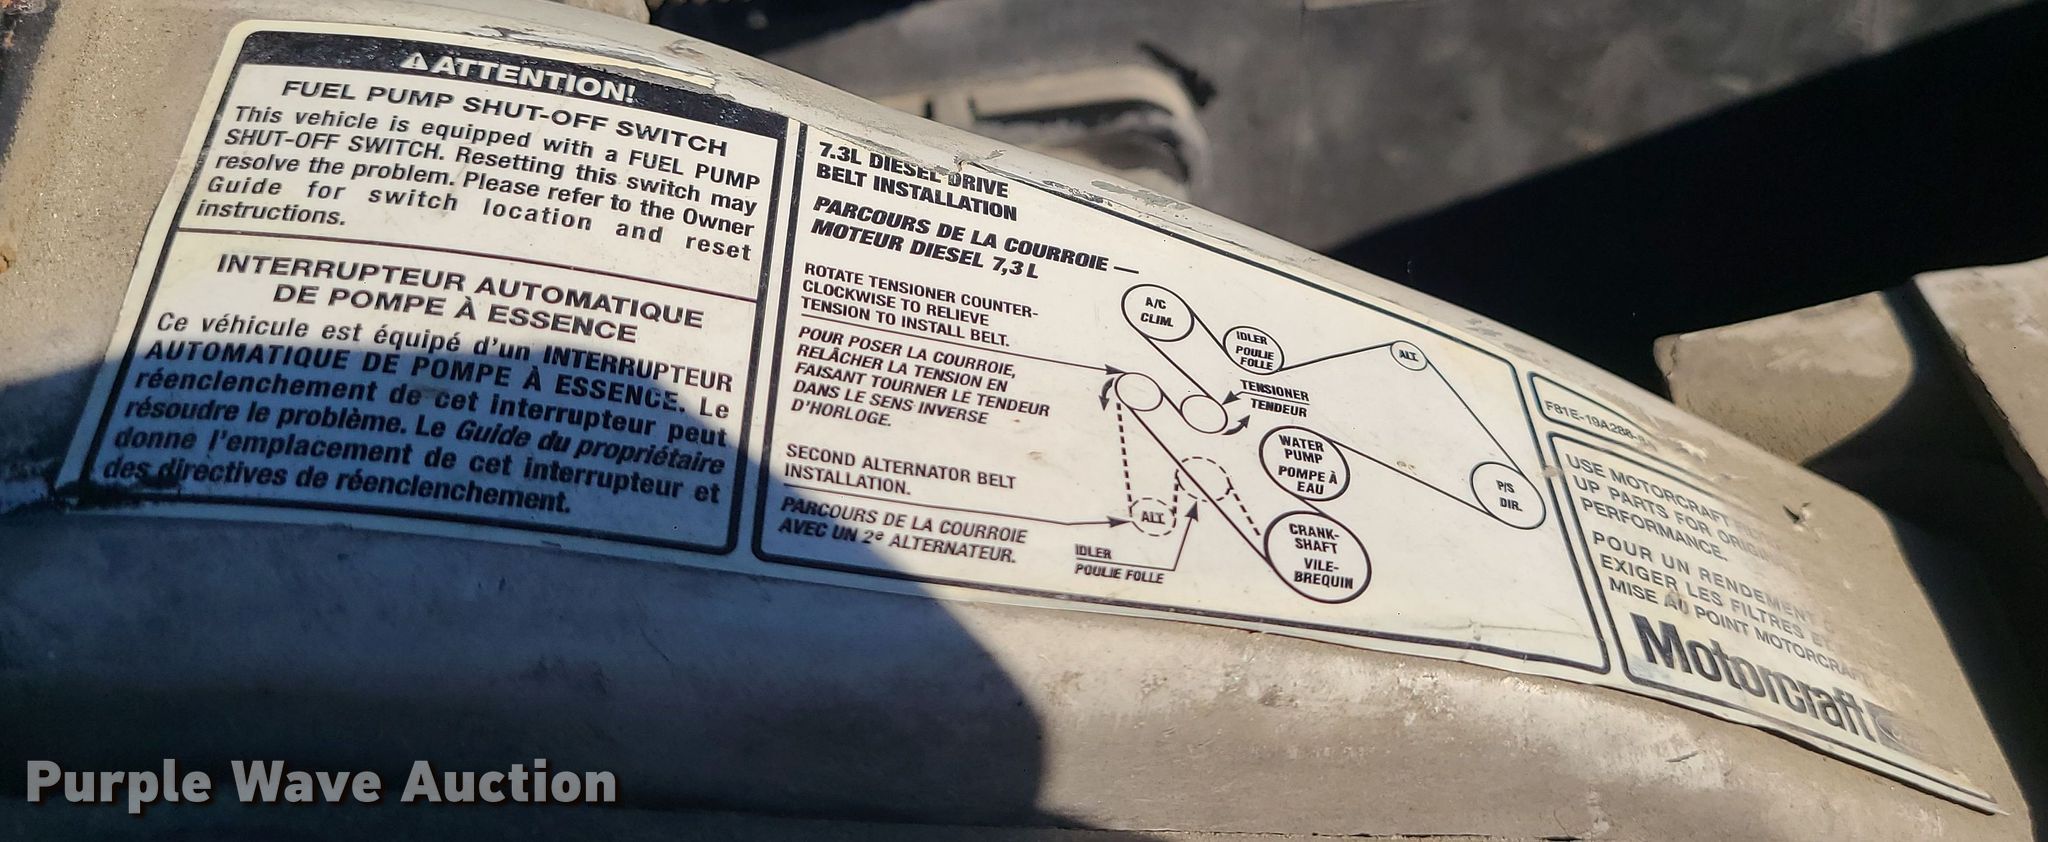 ATTENTION!
FUEL PUMP SHUT-OFF SWITCH
This vehicle is equipped with a FUEL PUMP
SHUT-OFF SWITCH. Resetting this switch may
resolve the problem. Please refer to the Owner
Guide for switch location and reset
instructions.
INTERRUPTEUR AUTOMATIQUE
DE POMPE À ESSENCE
Ce véhicule est équipé d'un INTERRUPTEUR
AUTOMATIQUE DE POMPE À ESSENCE. Le
réenclenchement de cet interrupteur peut
résoudre le problème. Le Guide du propriétaire
donne l'emplacement de cet interrupteur et
des directives de réenclenchement.
7.3L DIESEL DRIVE
BELT INSTALLATION
PARCOURS DE LA COURROIE —
MOTEUR DIESEL 7,3 L
ROTATE TENSIONER COUNTER-
CLOCKWISE TO RELIEVE
TENSION TO INSTALL BELT.
POUR POSER LA COURROIE,
RELÂCHER LA TENSION EN
FAISANT TOURNER LE TENDEUR
DANS LE SENS INVERSE
D'HORLOGE.
SECOND ALTERNATOR BELT
INSTALLATION.
PARCOURS DE LA COURROIE
AVEC UN 2e ALTERNATEUR.
A/C
CLIM.
IDLER
POULIE
FOLLE
ALT.
TENSIONER
TENDEUR
WATER
PUMP
POMPE À
EAU
P/S
DIR.
ALT.
IDLER
POULIE FOLLE
CRANK-
SHAFT
VILE-
BREQUIN
F81E-19A288-
USE MOTORCRAFT
UP PARTS FOR
PERFORMANCE.
POUR UN RENDEMENT
EXIGER LES FILTRES ET
MISE AU POINT
Motorcraft
Purple Wave Auction